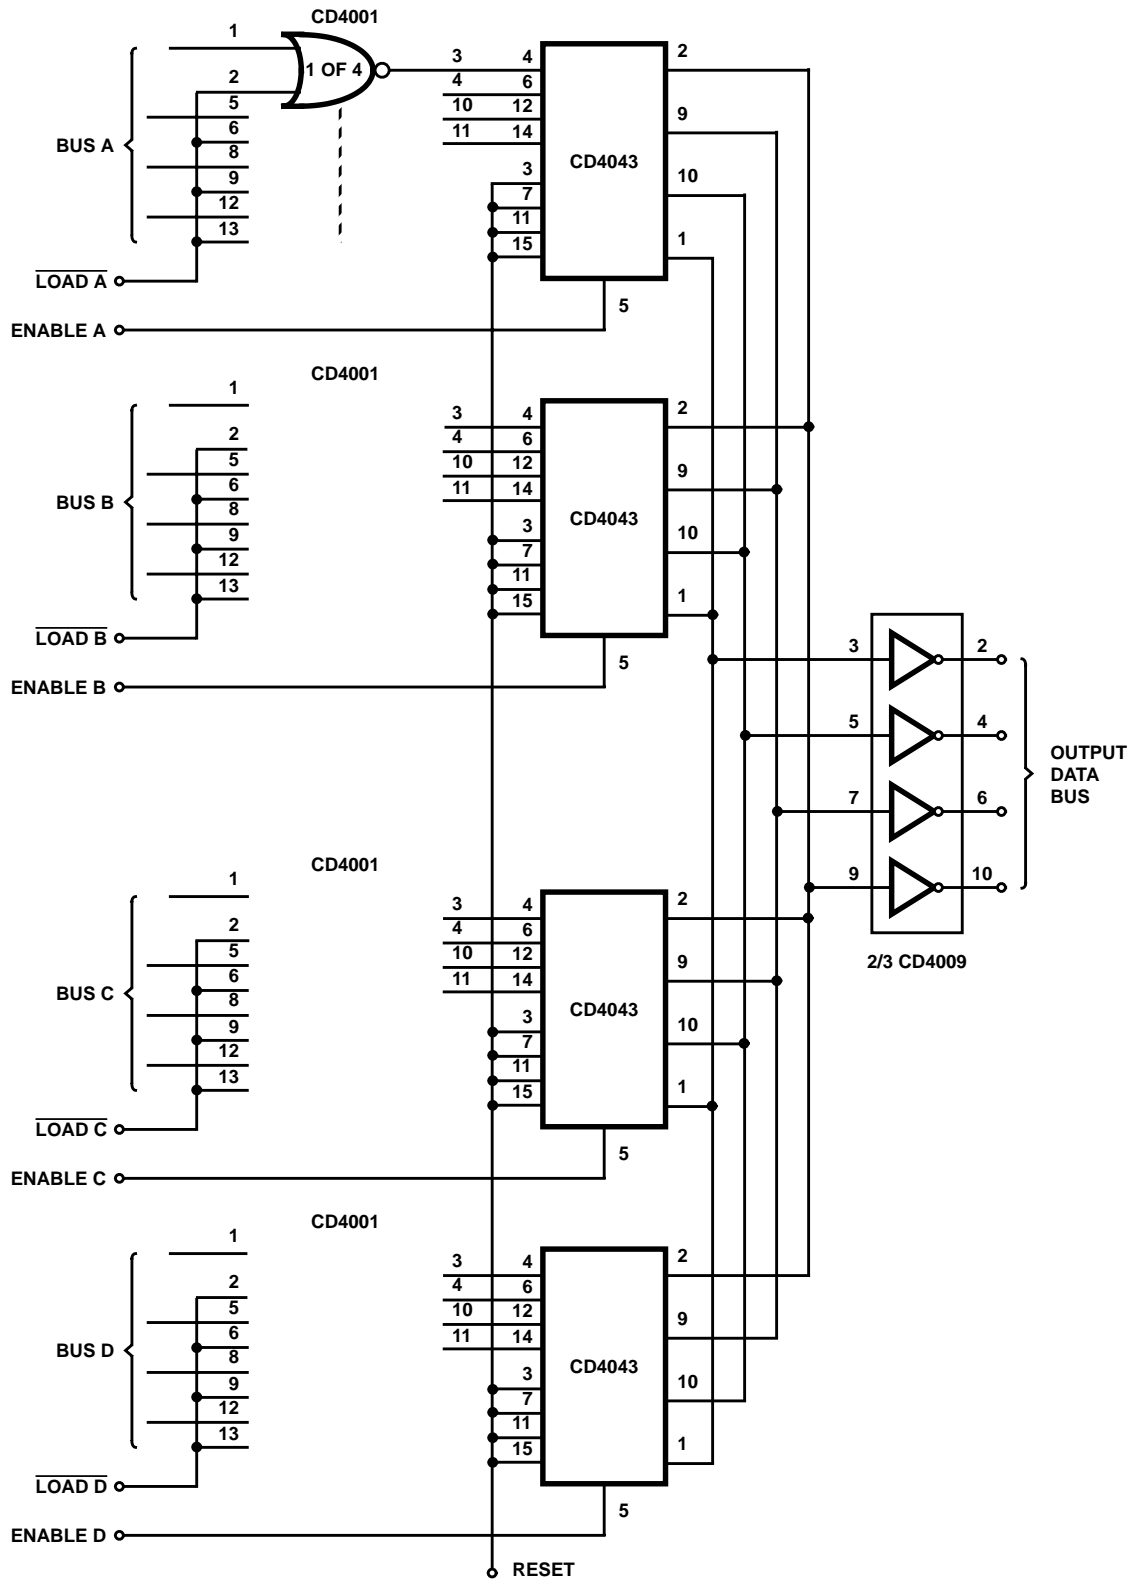 CD4001
1
1 OF 4
3 4 2
2
4 6
5
10 12 9
6
11 14
BUS A
8
CD4043
3 10
9
7
12
11
13
15 1
LOAD A
5
ENABLE A
CD4001
1
3 4 2
2
4 6
5
10 12 9
6
11 14
BUS B
8
CD4043
3 10
9
7
12
11
13
15 1
LOAD B
3 2
5
ENABLE B
5 4
OUTPUT
DATA
BUS
7 6
CD4001
9 10
1
3 4 2
2
4 6
5
10 12 9
2/3 CD4009
6
11 14
BUS C
8
CD4043
3 10
9
7
12
11
13
15 1
LOAD C
5
ENABLE C
CD4001
1
3 4 2
2
4 6
5
10 12 9
6
11 14
BUS D
8
CD4043
3 10
9
7
12
11
13
15 1
LOAD D
5
ENABLE D
RESET